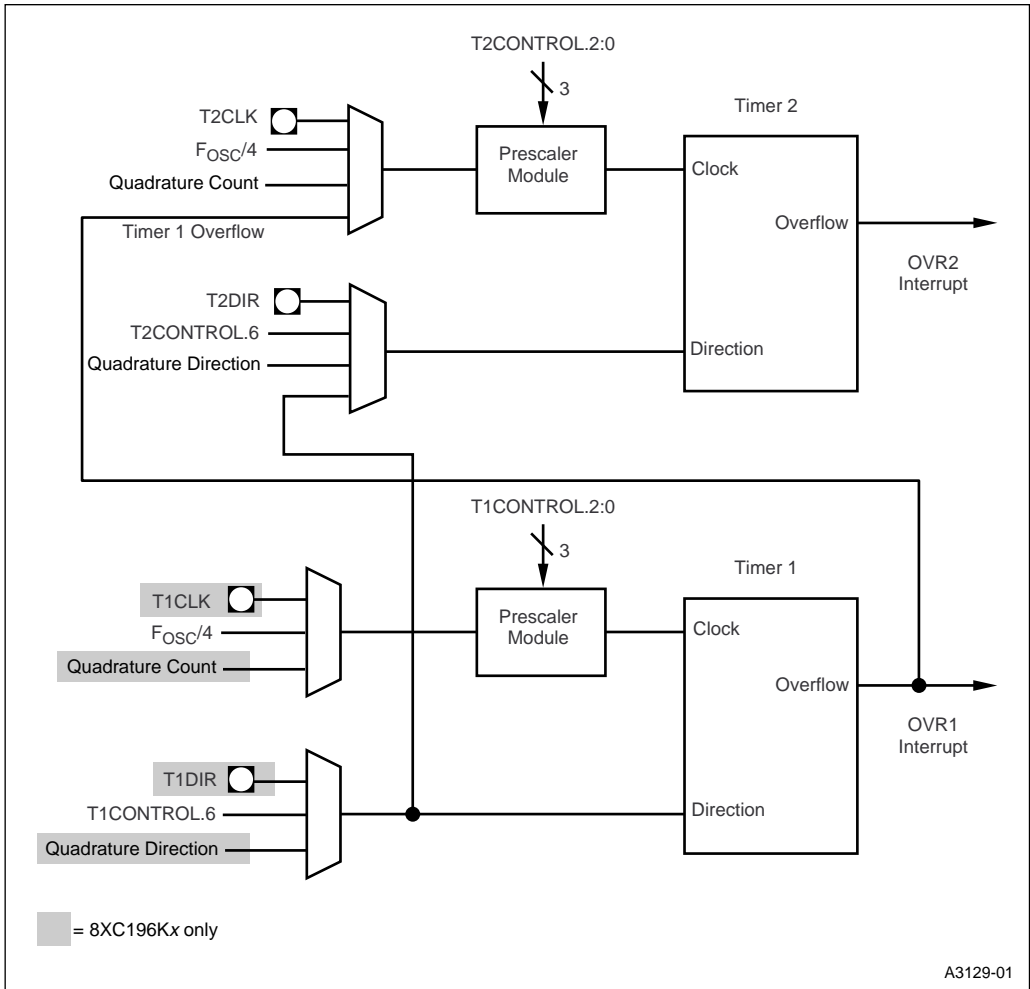 T2CONTROL.2:0
3
Timer 2
T2CLK
FOSC/4
Quadrature Count
Timer 1 Overflow
Prescaler
Module
Clock
Overflow
OVR2
Interrupt
T2DIR
T2CONTROL.6
Quadrature Direction
Direction
T1CONTROL.2:0
3
Timer 1
T1CLK
FOSC/4
Quadrature Count
Prescaler
Module
Clock
Overflow
OVR1
Interrupt
T1DIR
T1CONTROL.6
Quadrature Direction
Direction
= 8XC196Kx only
A3129-01